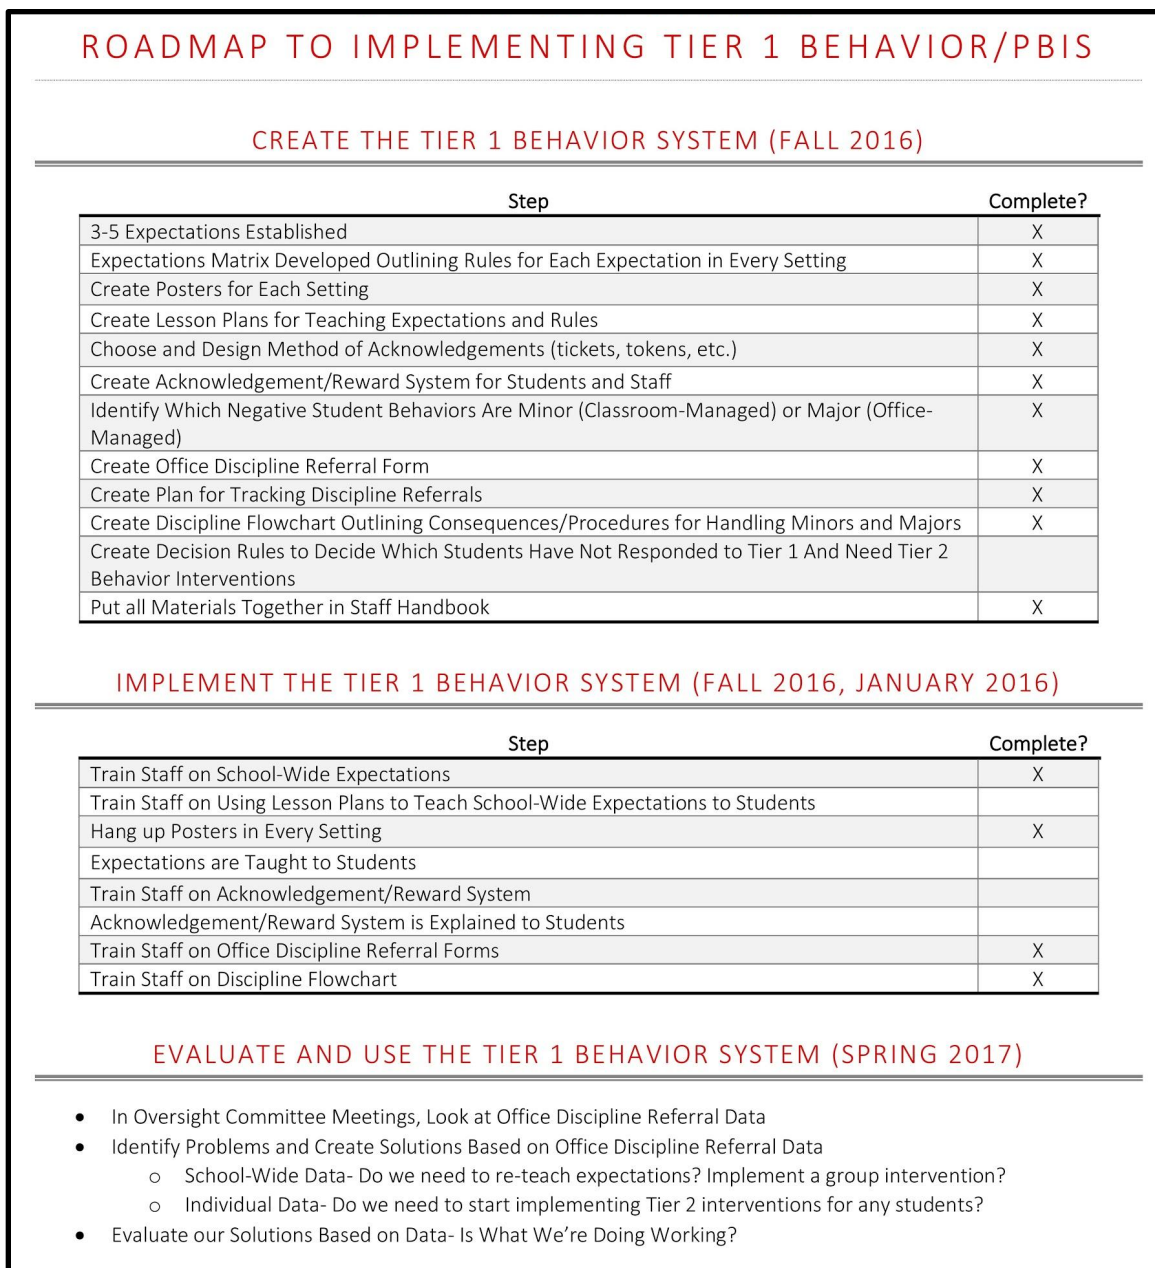 ROADMAP TO IMPLEMENTING TIER 1 BEHAVIOR/PBIS
CREATE THE TIER 1 BEHAVIOR SYSTEM (FALL 2016)
Step Complete?
3-5 Expectations Established X
Expectations Matrix Developed Outlining Rules for Each Expectation in Every Setting X
Create Posters for Each Setting X
Create Lesson Plans for Teaching Expectations and Rules X
Choose and Design Method of Acknowledgements (tickets, tokens, etc.) X
Create Acknowledgement/Reward System for Students and Staff X
Identify Which Negative Student Behaviors Are Minor (Classroom-Managed) or Major (Office- X
Managed)
Create Office Discipline Referral Form X
Create Plan for Tracking Discipline Referrals X
Create Discipline Flowchart Outlining Consequences/Procedures for Handling Minors and Majors X
Create Decision Rules to Decide Which Students Have Not Responded to Tier 1 And Need Tier 2
Behavior Interventions
Put all Materials Together in Staff Handbook X
IMPLEMENT THE TIER 1 BEHAVIOR SYSTEM (FALL 2016, JANUARY 2016)
Step Complete?
Train Staff on School-Wide Expectations X
Train Staff on Using Lesson Plans to Teach School-Wide Expectations to Students
Hang up Posters in Every Setting X
Expectations are Taught to Students
Train Staff on Acknowledgement/Reward System
Acknowledgement/Reward System is Explained to Students
Train Staff on Office Discipline Referral Forms X
Train Staff on Discipline Flowchart X
EVALUATE AND USE THE TIER 1 BEHAVIOR SYSTEM (SPRING 2017)
• In Oversight Committee Meetings, Look at Office Discipline Referral Data
• Identify Problems and Create Solutions Based on Office Discipline Referral Data
o School-Wide Data- Do we need to re-teach expectations? Implement a group intervention?
o Individual Data- Do we need to start implementing Tier 2 interventions for any students?
• Evaluate our Solutions Based on Data- Is What We’re Doing Working?